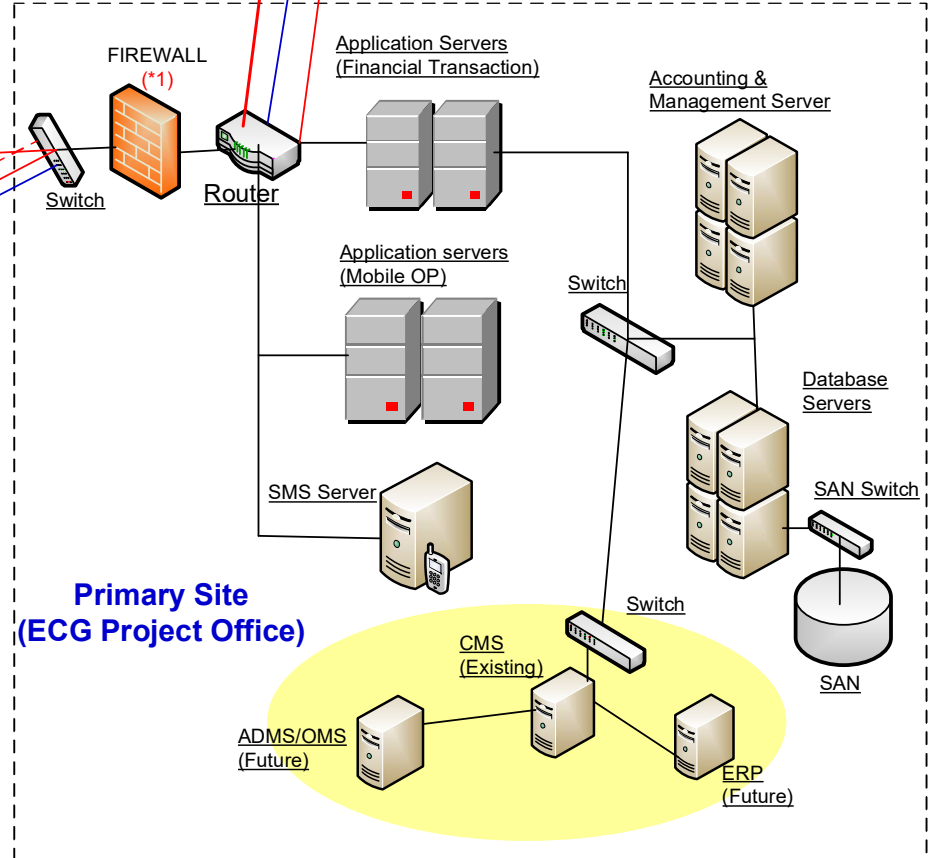 FIREWALL
(*1)
Switch
Router
Application Servers
(Financial Transaction)
Accounting &
Management Server
Application servers
(Mobile OP)
Switch
Database
Servers
SMS Server
SAN Switch
Primary Site
(ECG Project Office)
Switch
CMS
(Existing)
SAN
ADMS/OMS
(Future)
ERP
(Future)